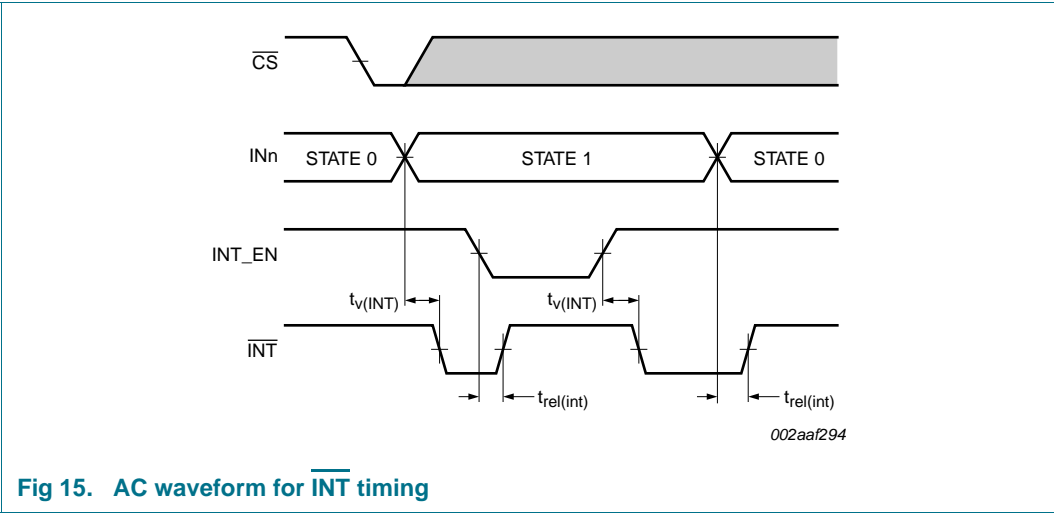 CS
INn STATE 0 STATE 1 STATE 0
INT_EN
tv(INT) tv(INT)
INT
trel(int) trel(int)
002aaf294
Fig 15. AC waveform for INT timing